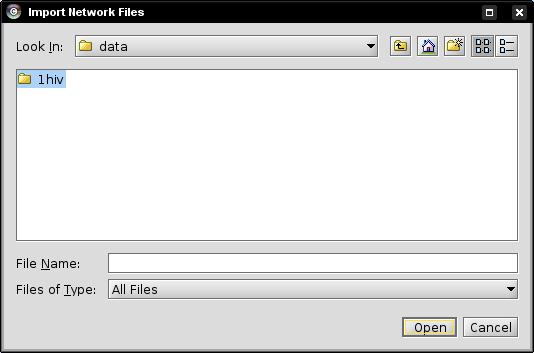 Import Network Files
Look In: data
1hiv
File Name:
Files of Type: All Files
Open Cancel